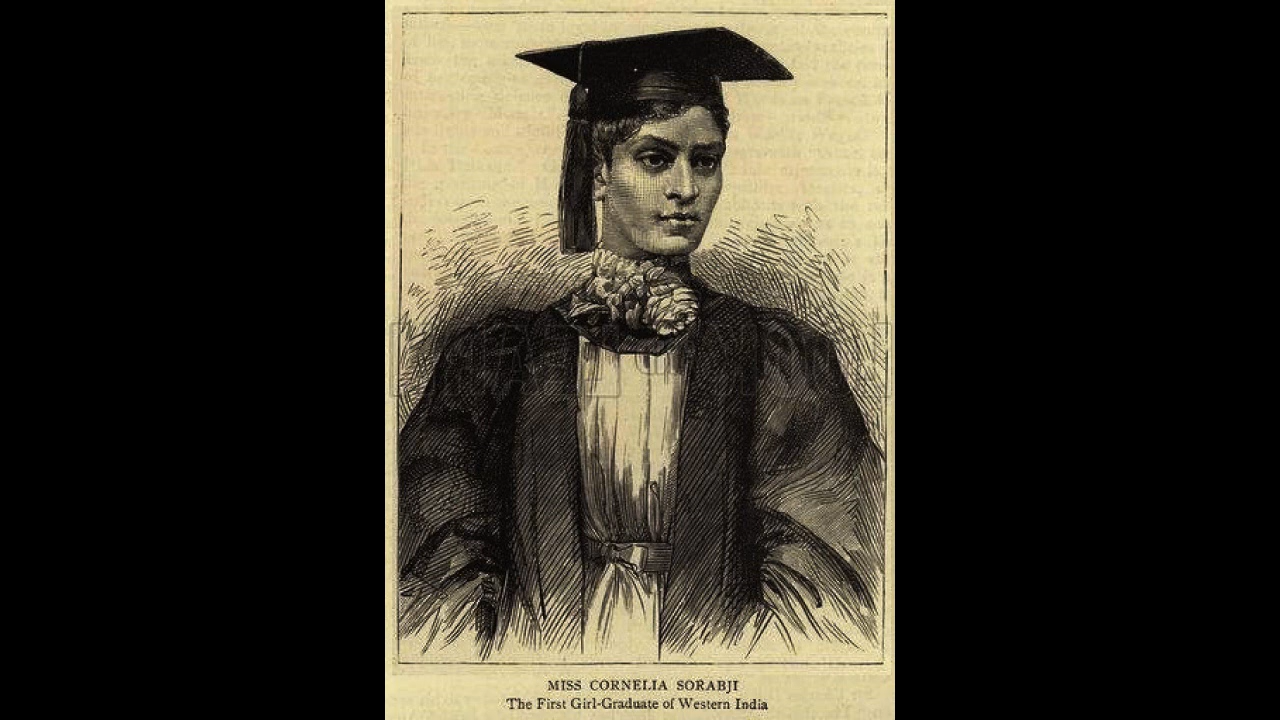 MISS CORNELIA SORABJI
The First Girl-Graduate of Western India